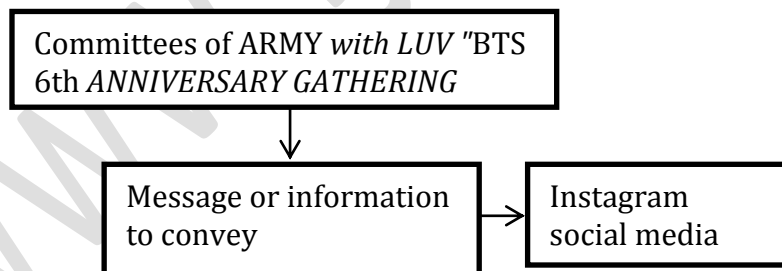 Committees of ARMY with LUV "BTS
6th ANNIVERSARY GATHERING
Message or information
to convey
Instagram
social media